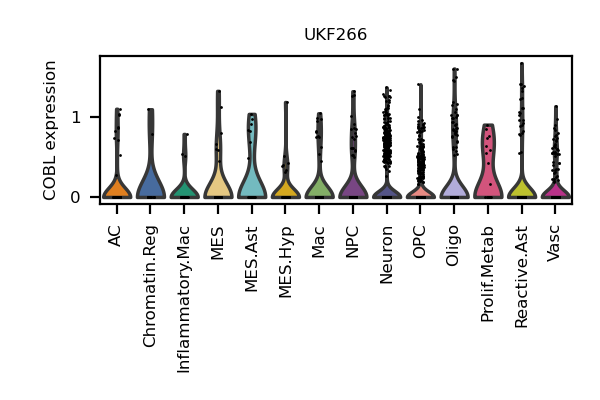 UKF266
COBL expression
1
0
AC
Chromatin.Reg
Inflammatory.Mac
MES
MES.Ast
MES.Hyp
Mac
NPC
Neuron
OPC
Oligo
Prolif.Metab
Reactive.Ast
Vasc